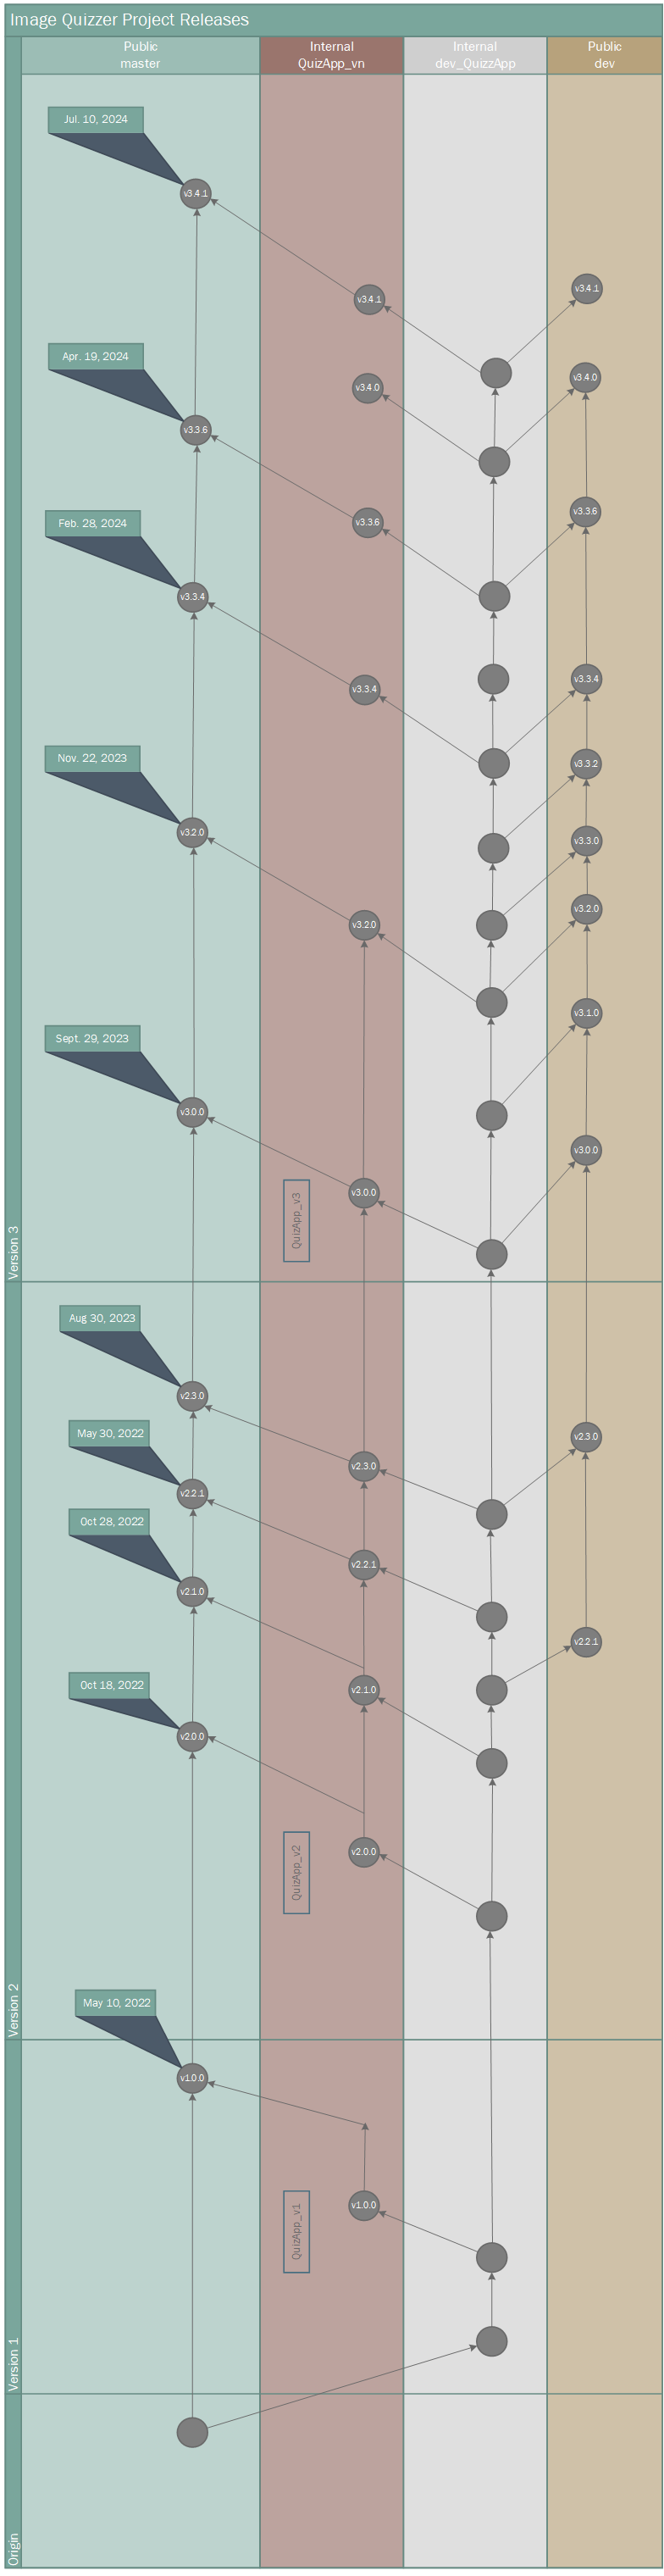 Image Quizzer Project Releases
Public
master
Internal
QuizApp_vn
Internal
dev_QuizzApp
Public
dev
Jul. 10, 2024
v3.4.1
v3.4.1
v3.4.1
Apr. 19, 2024
v3.4.0
v3.4.0
v3.3.6
v3.3.6
v3.3.6
Feb. 28, 2024
v3.3.4
v3.3.4
v3.3.4
Nov. 22, 2023
v3.3.2
v3.2.0
v3.3.0
v3.2.0
v3.2.0
Sept. 29, 2023
v3.1.0
v3.0.0
v3.0.0
v3.0.0
QuizApp_v3
Version 3
Aug 30, 2023
v2.3.0
v2.3.0
v2.3.0
May 30, 2022
v2.2.1
v2.2.1
Oct 28, 2022
v2.1.0
v2.2.1
Oct 18, 2022
v2.1.0
v2.0.0
v2.0.0
QuizApp_v2
Version 2
May 10, 2022
v1.0.0
v1.0.0
QuizApp_v1
Version 1
Origin